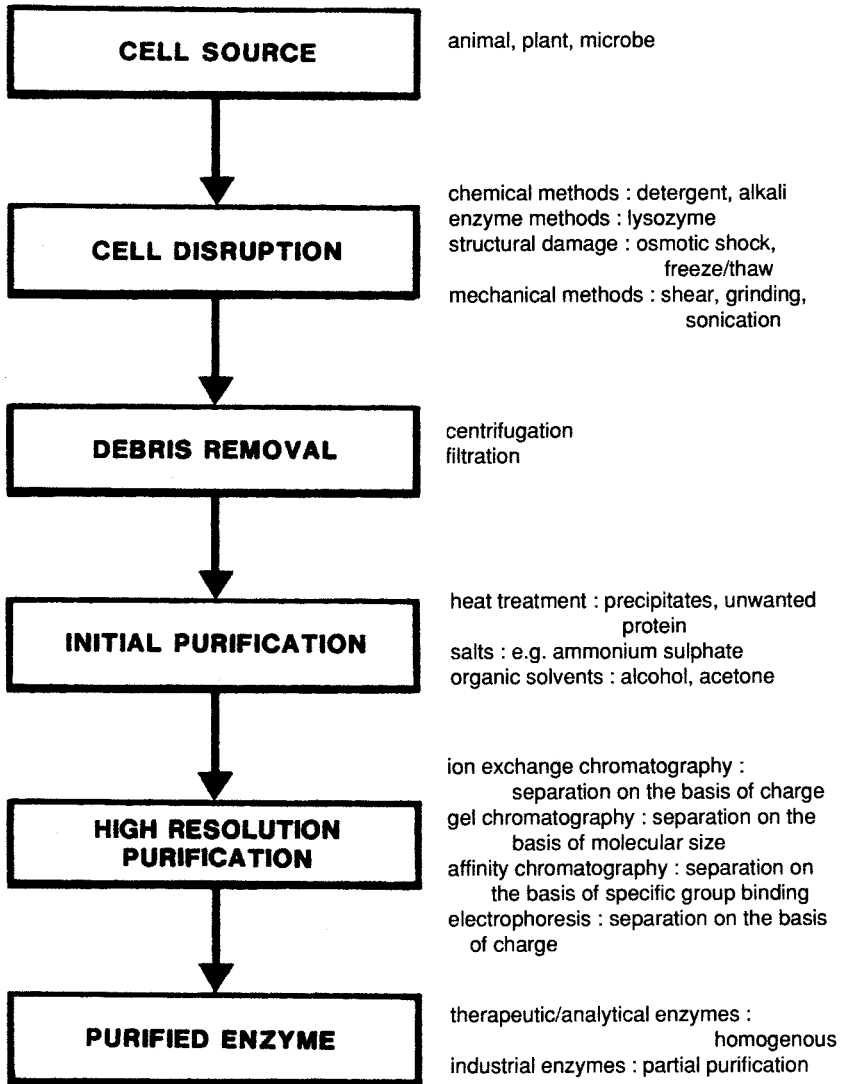 CELL SOURCE
animal, plant, microbe
CELL DISRUPTION
chemical methods : detergent, alkali
enzyme methods : lysozyme
structural damage : osmotic shock,
freeze/thaw
mechanical methods : shear, grinding,
sonication
DEBRIS REMOVAL
centrifugation
filtration
INITIAL PURIFICATION
heat treatment : precipitates, unwanted
protein
salts : e.g. ammonium sulphate
organic solvents : alcohol, acetone
HIGH RESOLUTION
PURIFICATION
ion exchange chromatography :
separation on the basis of charge
gel chromatography : separation on the
basis of molecular size
affinity chromatography : separation on
the basis of specific group binding
electrophoresis : separation on the basis
of charge
PURIFIED ENZYME
therapeutic/analytical enzymes :
homogenous
industrial enzymes : partial purification